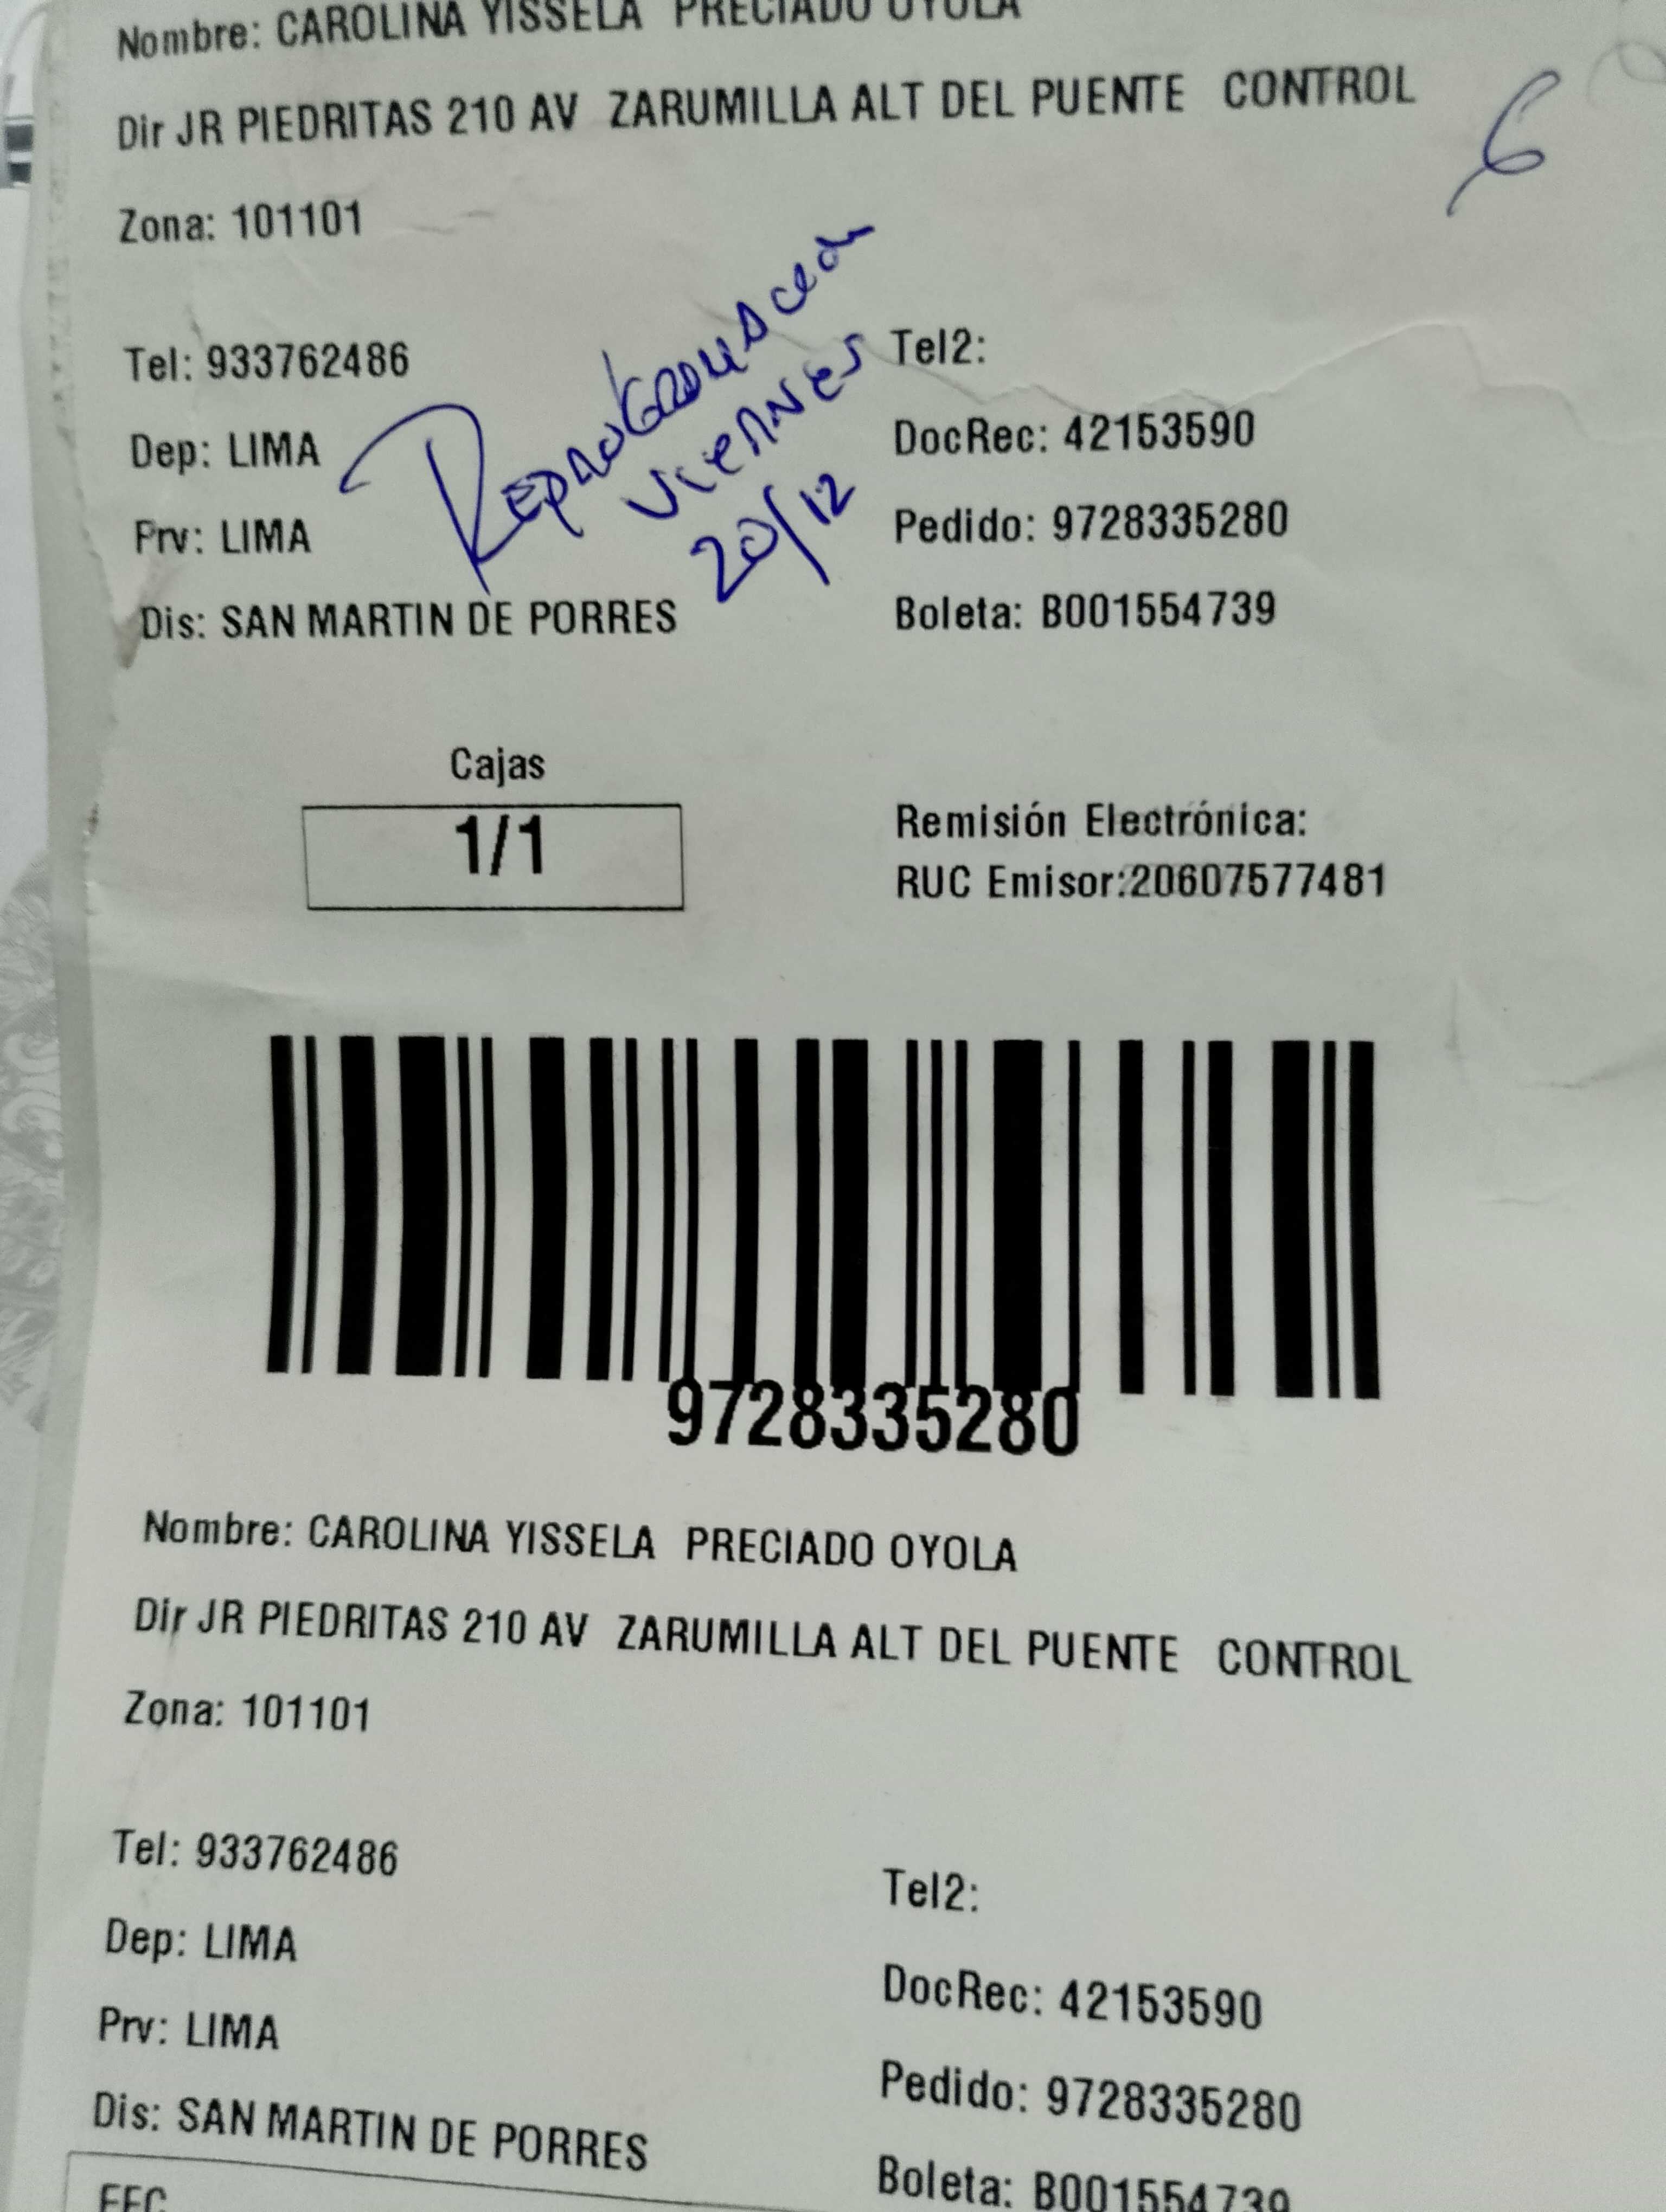 Nombre: CAROLINA YISSELA PRECIADO OYOLA
Dir JR PIEDRITAS 210 AV ZARUMILLA ALT DEL PUENTE CONTROL
6
Zona: 101101
Tel: 933762486
Tel2:
Viernes
20/12
Dep: LIMA
DocRec: 42153590
Prv: LIMA
Pedido: 9728335280
Dis: SAN MARTIN DE PORRES
Boleta: B001554739
Cajas
1/1
Remisión Electrónica:
RUC Emisor:20607577481
9728335280
Nombre: CAROLINA YISSELA PRECIADO OYOLA
Dir JR PIEDRITAS 210 AV ZARUMILLA ALT DEL PUENTE CONTROL
Zona: 101101
Tel: 933762486
Tel2:
Dep: LIMA
DocRec: 42153590
Prv: LIMA
Pedido: 9728335280
Dis: SAN MARTIN DE PORRES
Boleta: B001554739